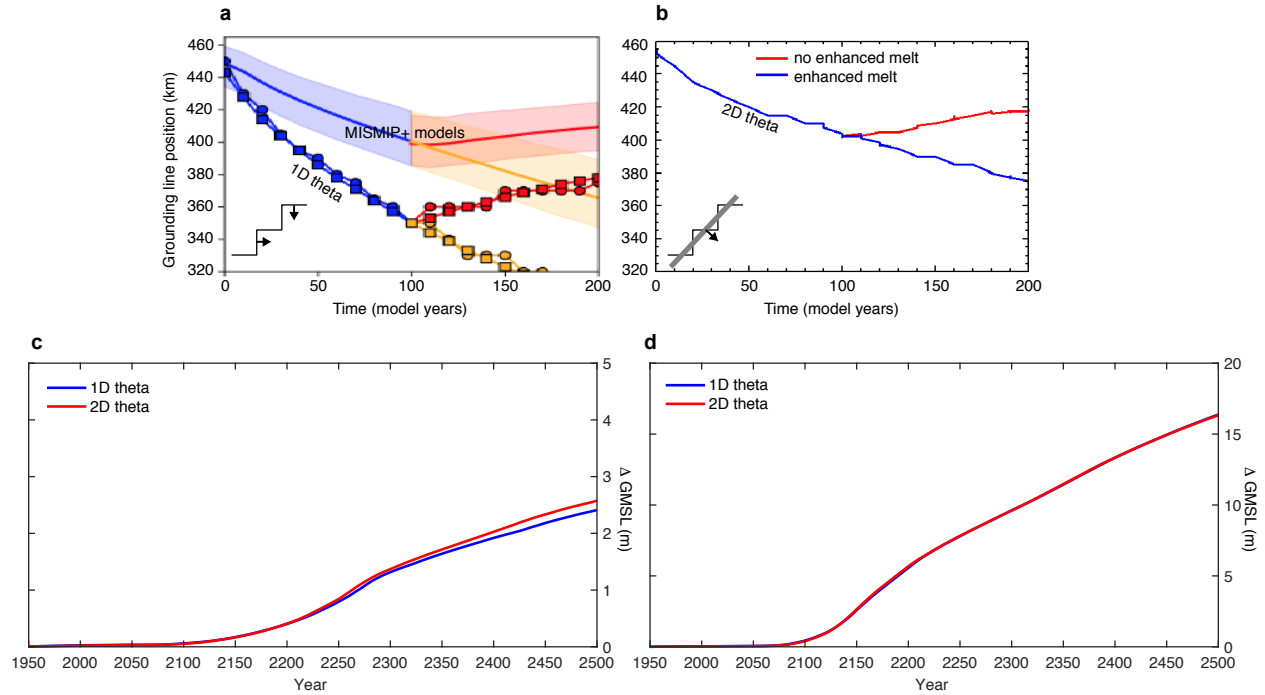 a
460
440
420
400
380
360
340
320
0
50
100
150
200
Grounding line position (km)
Time (model years)
MISMIP+ models
1D theta
b
460
440
420
400
380
360
340
320
0
50
100
150
200
Time (model years)
no enhanced melt
enhanced melt
2D theta
c
1D theta
2D theta
5
4
3
2
1
0
Δ GMSL (m)
1950 2000 2050 2100 2150 2200 2250 2300 2350 2400 2450 2500
Year
d
1D theta
2D theta
20
15
10
5
0
Δ GMSL (m)
1950 2000 2050 2100 2150 2200 2250 2300 2350 2400 2450 2500
Year